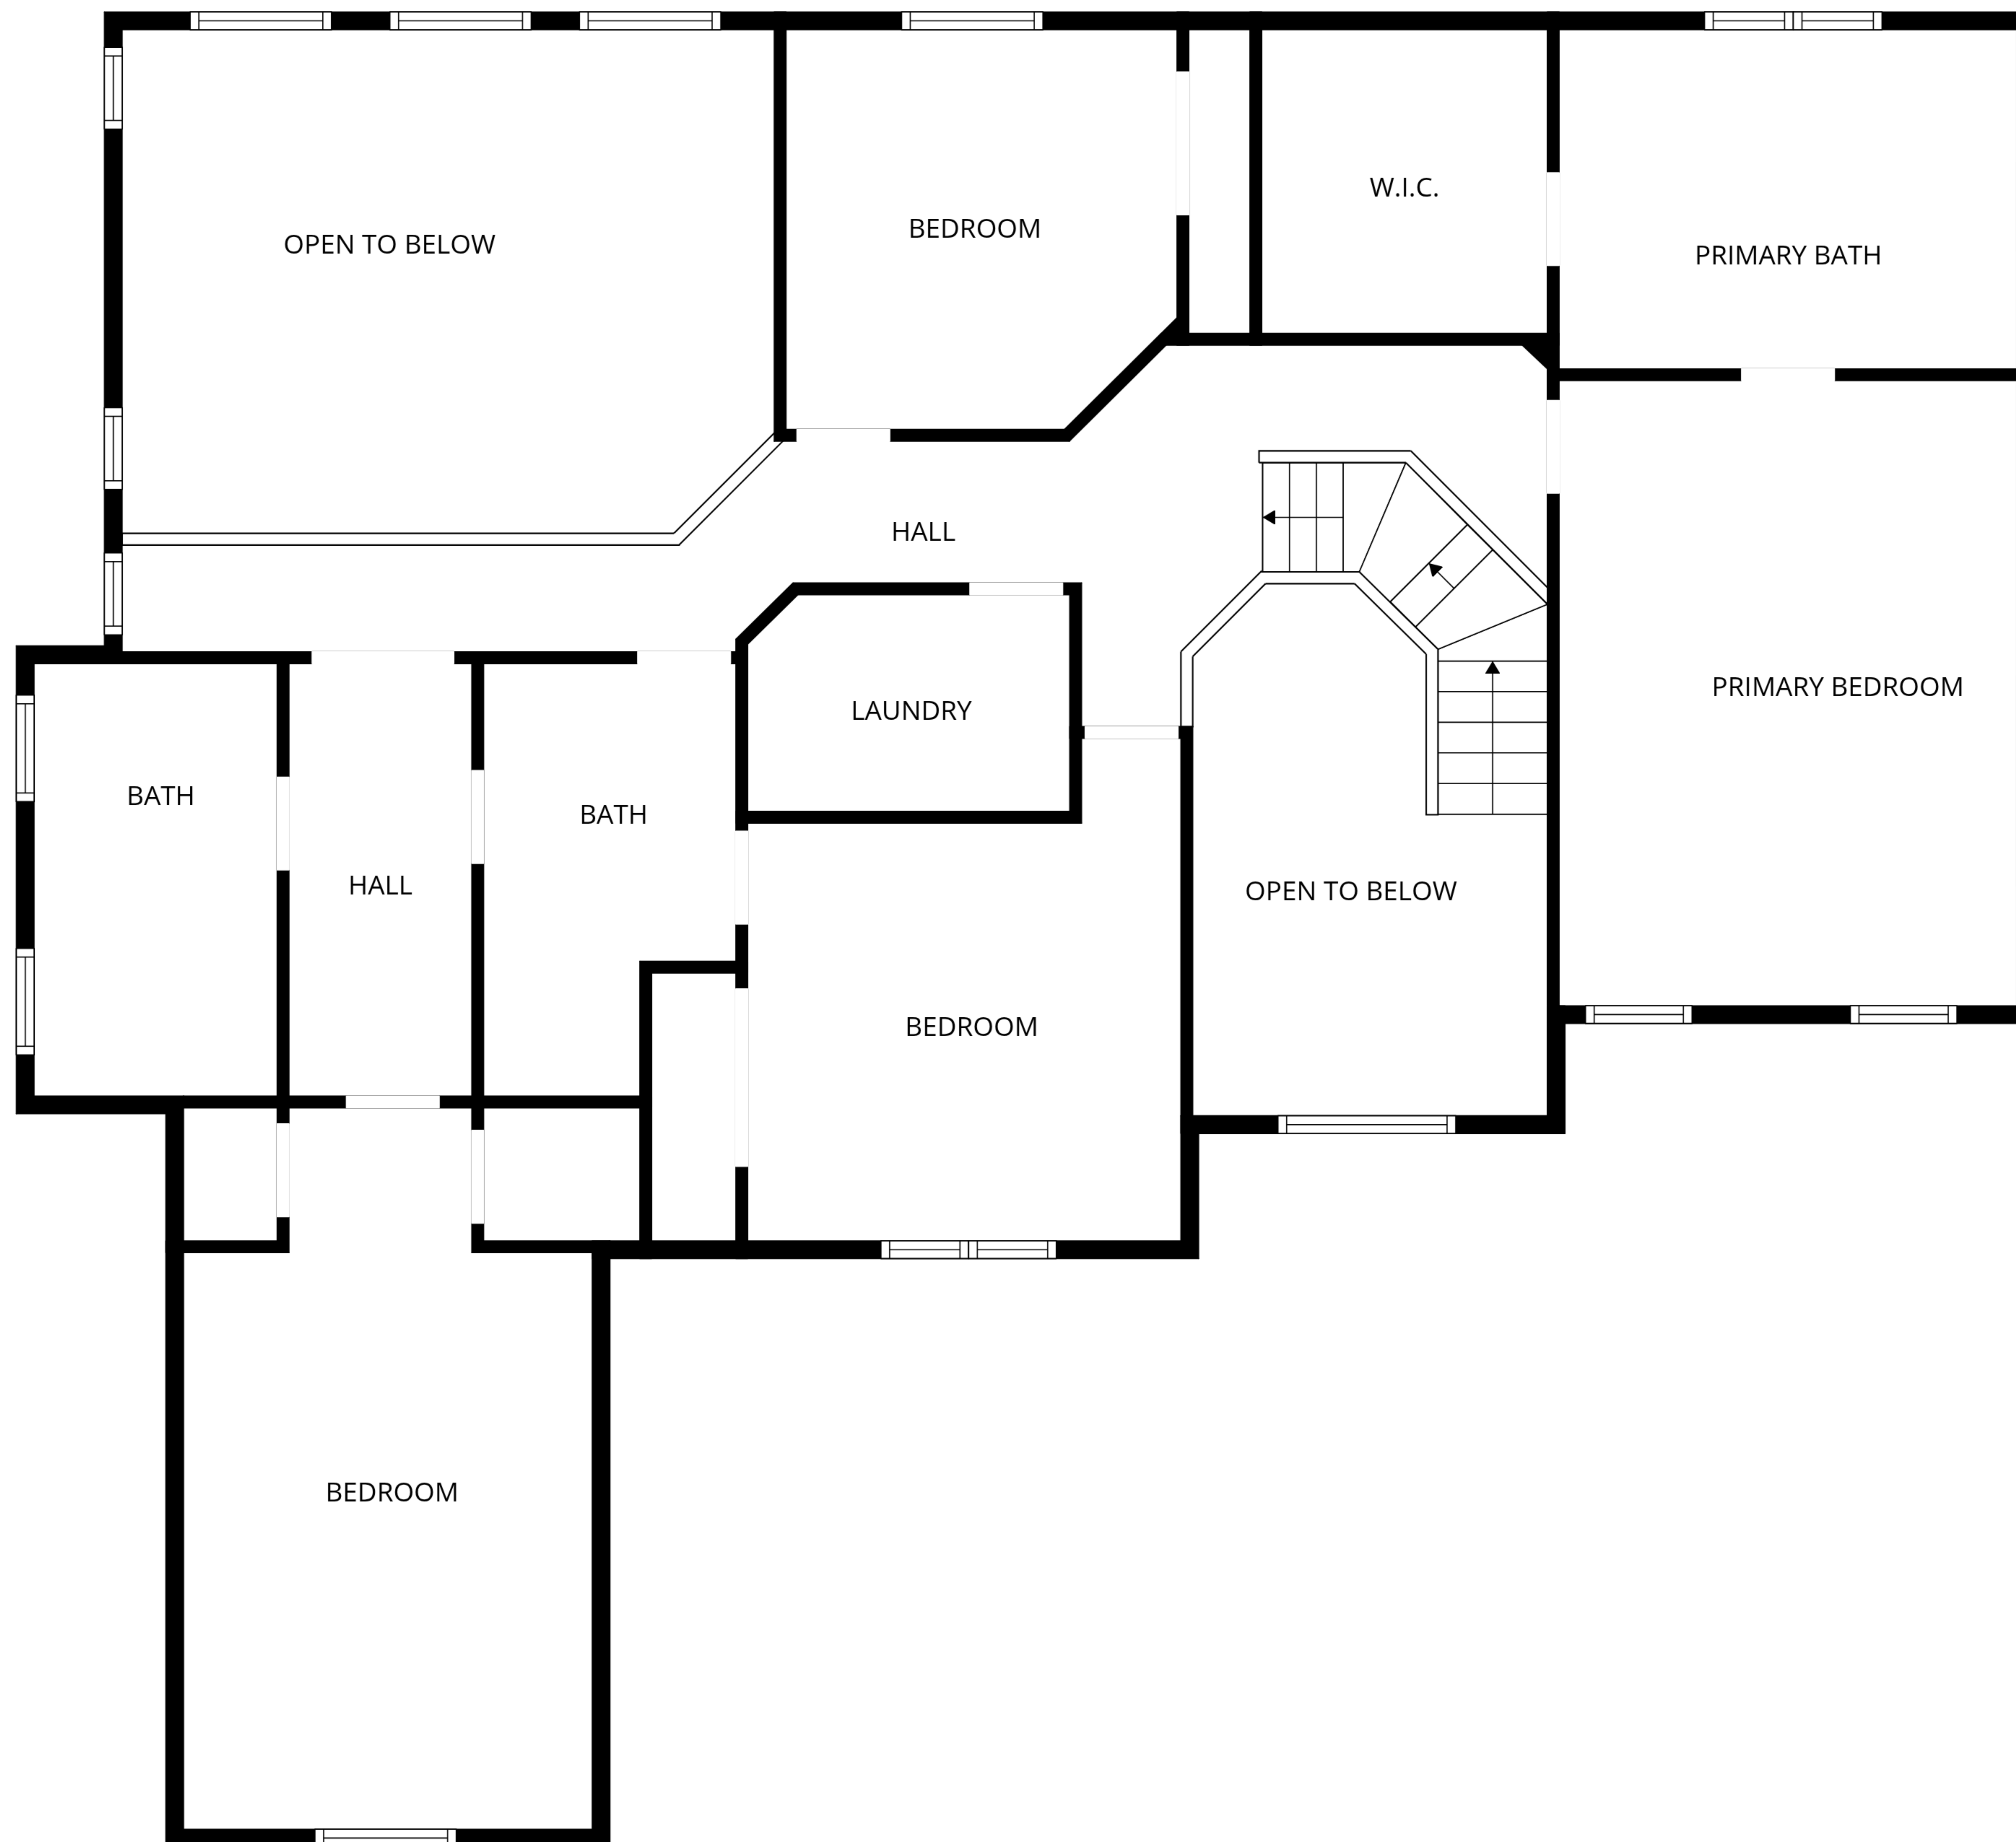 W.I.C.
BEDROOM
OPEN TO BELOW
PRIMARY BATH
HALL
PRIMARY BEDROOM
LAUNDRY
BATH
BATH
HALL
OPEN TO BELOW
BEDROOM
BEDROOM